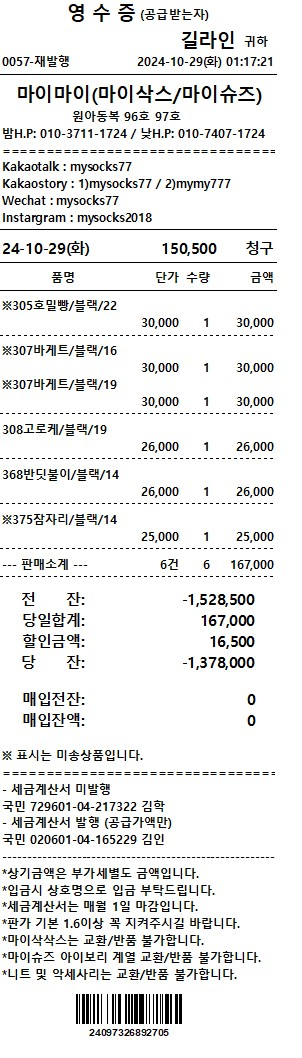 영 수 증 (공급받는자)
길라인 귀하
0057-재발행 2024-10-29(화) 01:17:21
마이마이(마이삭스/마이슈즈)
원아동복 96호 97호
밤H.P: 010-3711-1724 / 낮H.P: 010-7407-1724
Kakaotalk : mysocks77
Kakaostory : 1)mysocks77 / 2)mymy777
Wechat : mysocks77
Instargram : mysocks2018
24-10-29(화) 150,500 청구
품명 단가 수량 금액
※305호밀빵/블랙/22
30,000 1 30,000
※307바게트/블랙/16
30,000 1 30,000
※307바게트/블랙/19
30,000 1 30,000
308고로케/블랙/19
26,000 1 26,000
368반딧불이/블랙/14
26,000 1 26,000
※375잠자리/블랙/14
25,000 1 25,000
--- 판매소계 --- 6건 6 167,000
전 잔: -1,528,500
당일합계: 167,000
할인금액: 16,500
당 잔: -1,378,000
매입전잔: 0
매입잔액: 0
※ 표시는 미송상품입니다.
- 세금계산서 미발행
국민 729601-04-217322 김학
- 세금계산서 발행 (공급가액만)
국민 020601-04-165229 김인
*상기금액은 부가세별도 금액입니다.
*입금시 상호명으로 입금 부탁드립니다.
*세금계산서는 매월 1일 마감입니다.
*판가 기본 1.6이상 꼭 지켜주시길 바랍니다.
*마이삭삭스는 교환/반품 불가합니다.
*마이슈즈 아이보리 계열 교환/반품 불가합니다.
*니트 및 악세사리는 교환/반품 불가합니다.
24097326892705